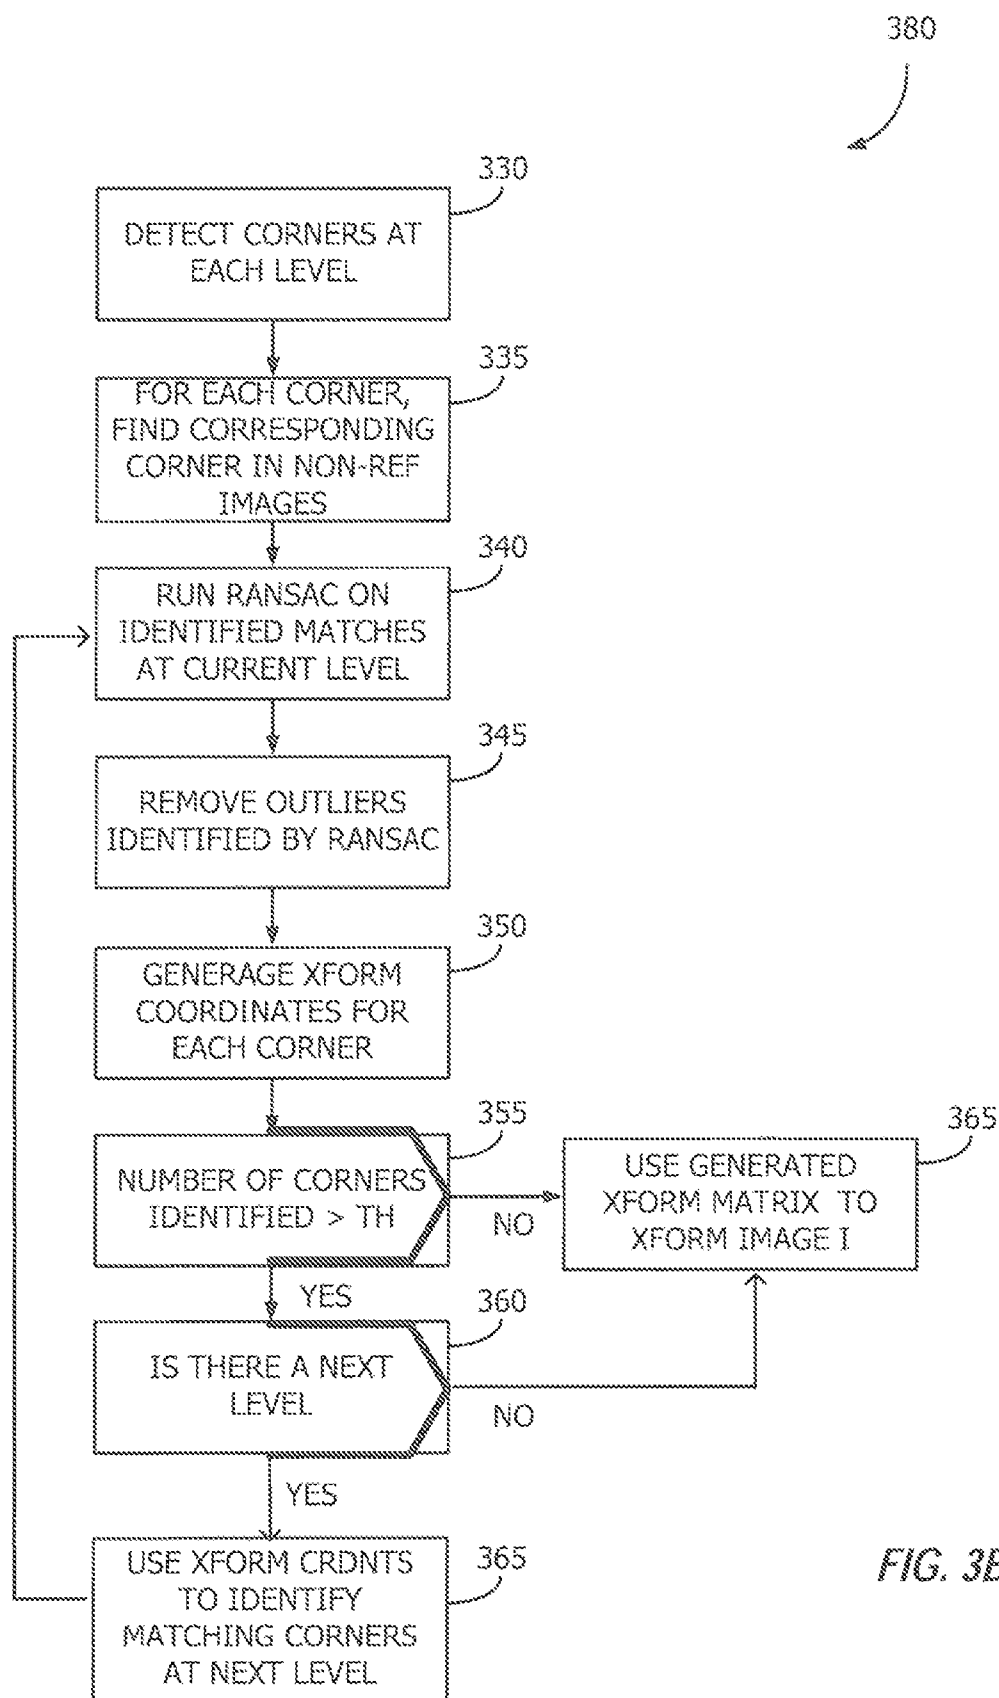 380
330
DETECT CORNERS AT
EACH LEVEL
335
FOR EACH CORNER,
FIND CORRESPONDING
CORNER IN NON-REF
IMAGES
340
RUN RANSAC ON
IDENTIFIED MATCHES
AT CURRENT LEVEL
345
REMOVE OUTLIERS
IDENTIFIED BY RANSAC
350
GENERAGE XFORM
COORDINATES FOR
EACH CORNER
355
NUMBER OF CORNERS
IDENTIFIED > TH
NO
365
USE GENERATED
XFORM MATRIX TO
XFORM IMAGE I
YES
360
IS THERE A NEXT
LEVEL
NO
YES
365
USE XFORM CRDNTS
TO IDENTIFY
MATCHING CORNERS
AT NEXT LEVEL
FIG. 3B